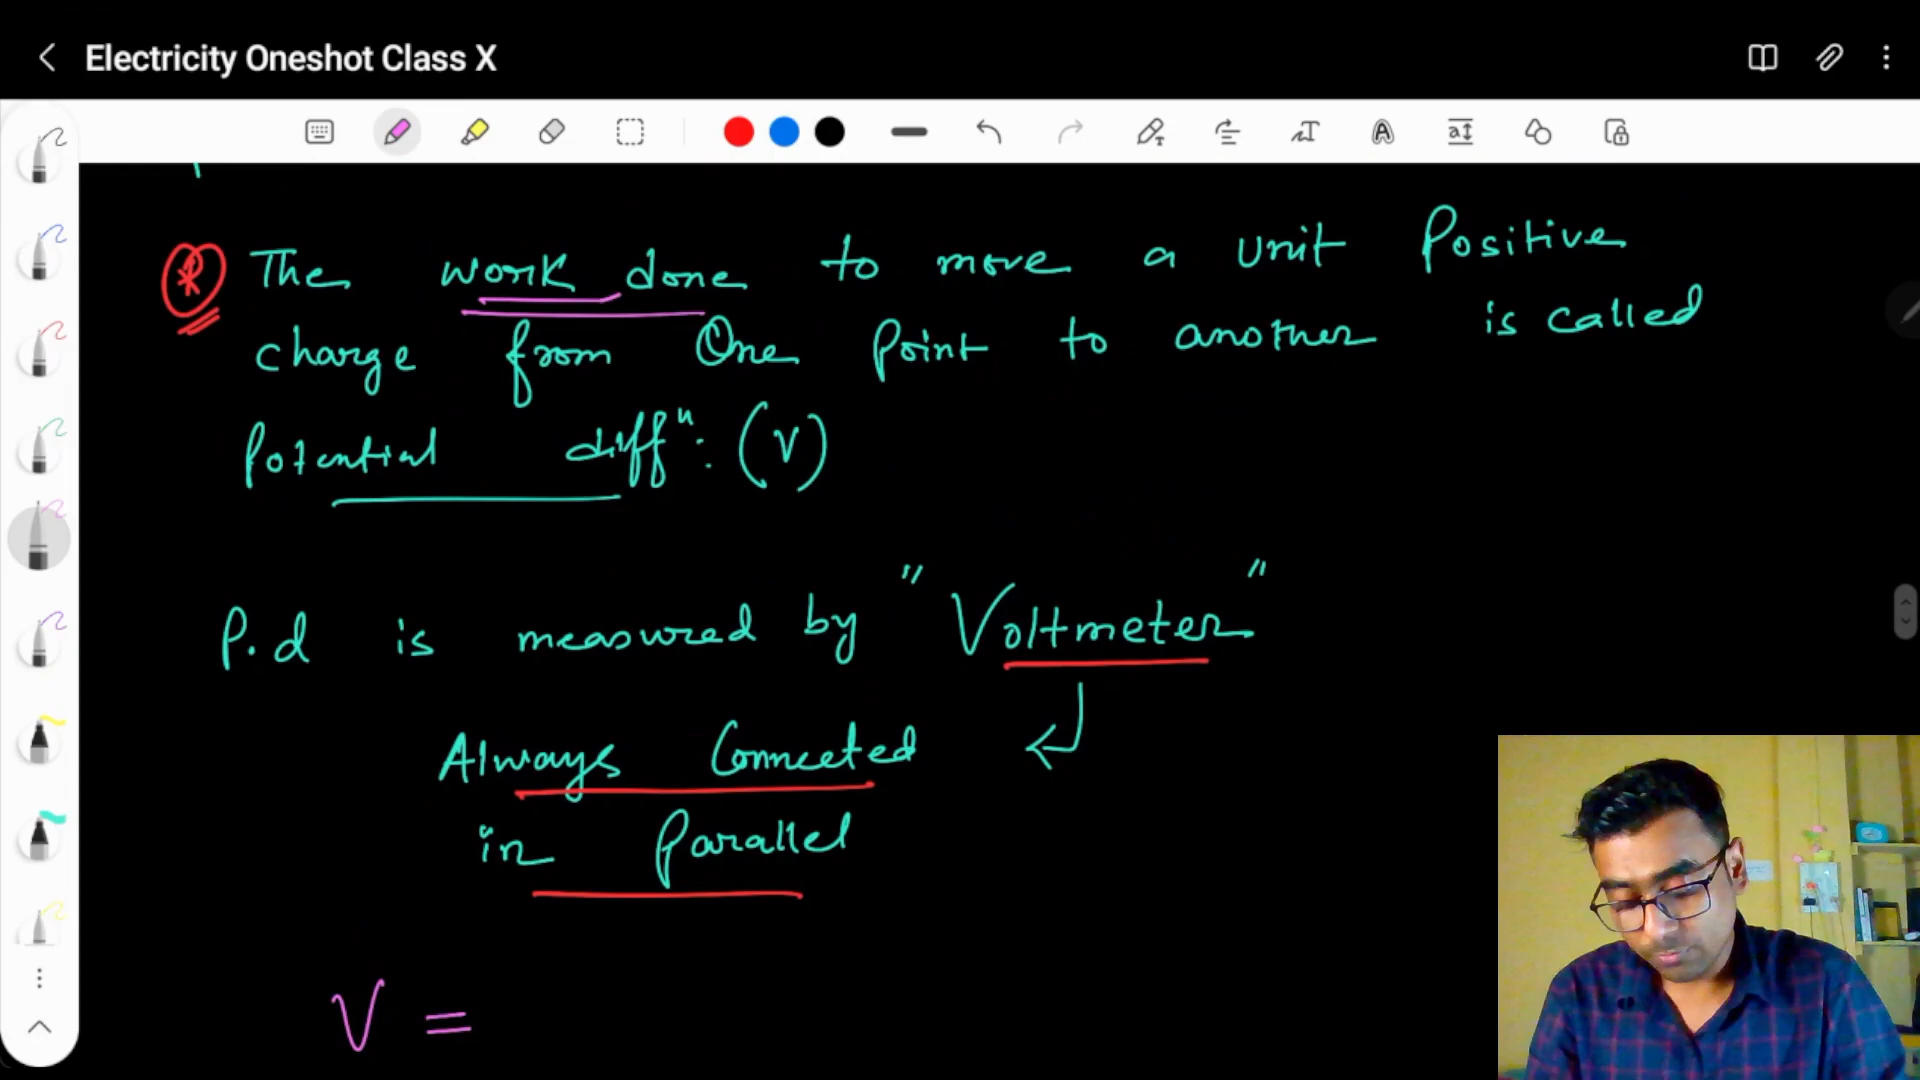 Electricity Oneshot Class X
The work done to move a unit Positive
charge from One Point to another is called
Potential diffⁿ: (V)
P.d is measured by "Voltmeter"
Always Connected
in Parallel
V =